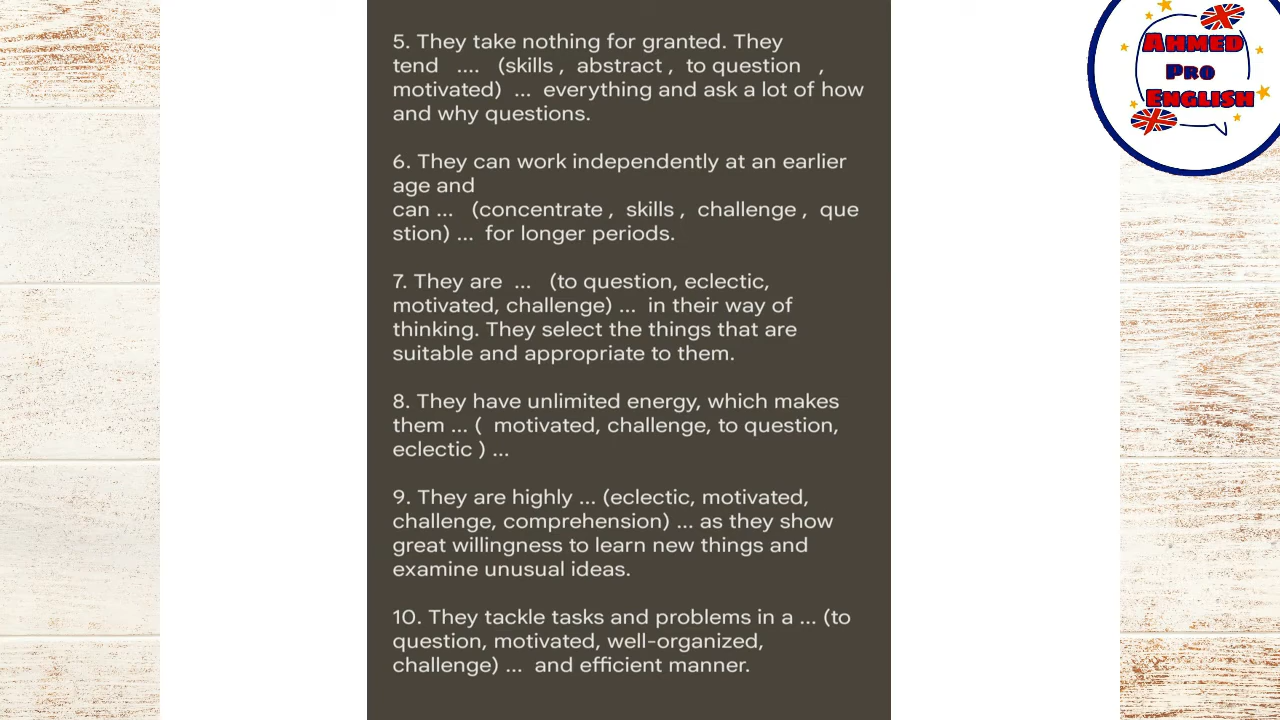 5. They take nothing for granted. They
tend ... (skills , abstract , to question ,
motivated) ... everything and ask a lot of how
and why questions.
6. They can work independently at an earlier
age and
can ... (concentrate , skills , challenge , que
stion) ... for longer periods.
7. They are ... (to question, eclectic,
motivated, challenge) ... in their way of
thinking. They select the things that are
suitable and appropriate to them.
8. They have unlimited energy, which makes
them ... ( motivated, challenge, to question,
eclectic ) ...
9. They are highly ... (eclectic, motivated,
challenge, comprehension) ... as they show
great willingness to learn new things and
examine unusual ideas.
10. They tackle tasks and problems in a ... (to
question, motivated, well-organized,
challenge) ... and efficient manner.
AHMED
PRO
ENGLISH